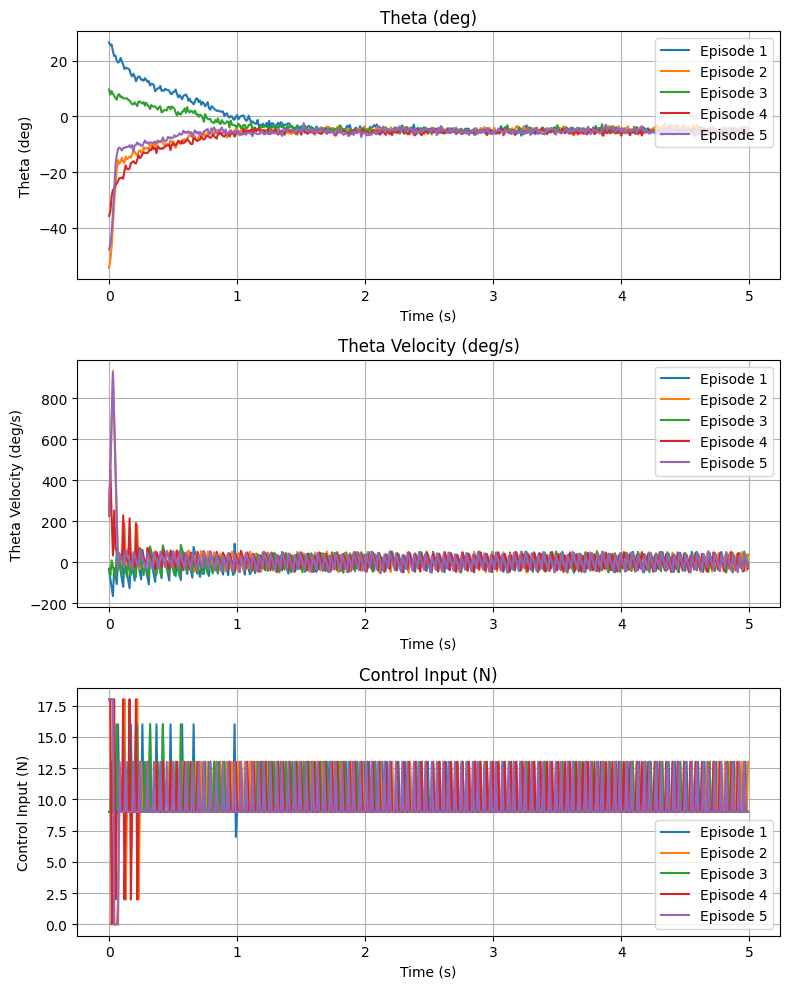 Theta (deg)
Theta (deg)
20
0
−20
−40
Episode 1
Episode 2
Episode 3
Episode 4
Episode 5
0 1 2 3 4 5
Time (s)
Theta Velocity (deg/s)
Theta Velocity (deg/s)
800
600
400
200
0
−200
Episode 1
Episode 2
Episode 3
Episode 4
Episode 5
0 1 2 3 4 5
Time (s)
Control Input (N)
Control Input (N)
17.5
15.0
12.5
10.0
7.5
5.0
2.5
0.0
Episode 1
Episode 2
Episode 3
Episode 4
Episode 5
0 1 2 3 4 5
Time (s)